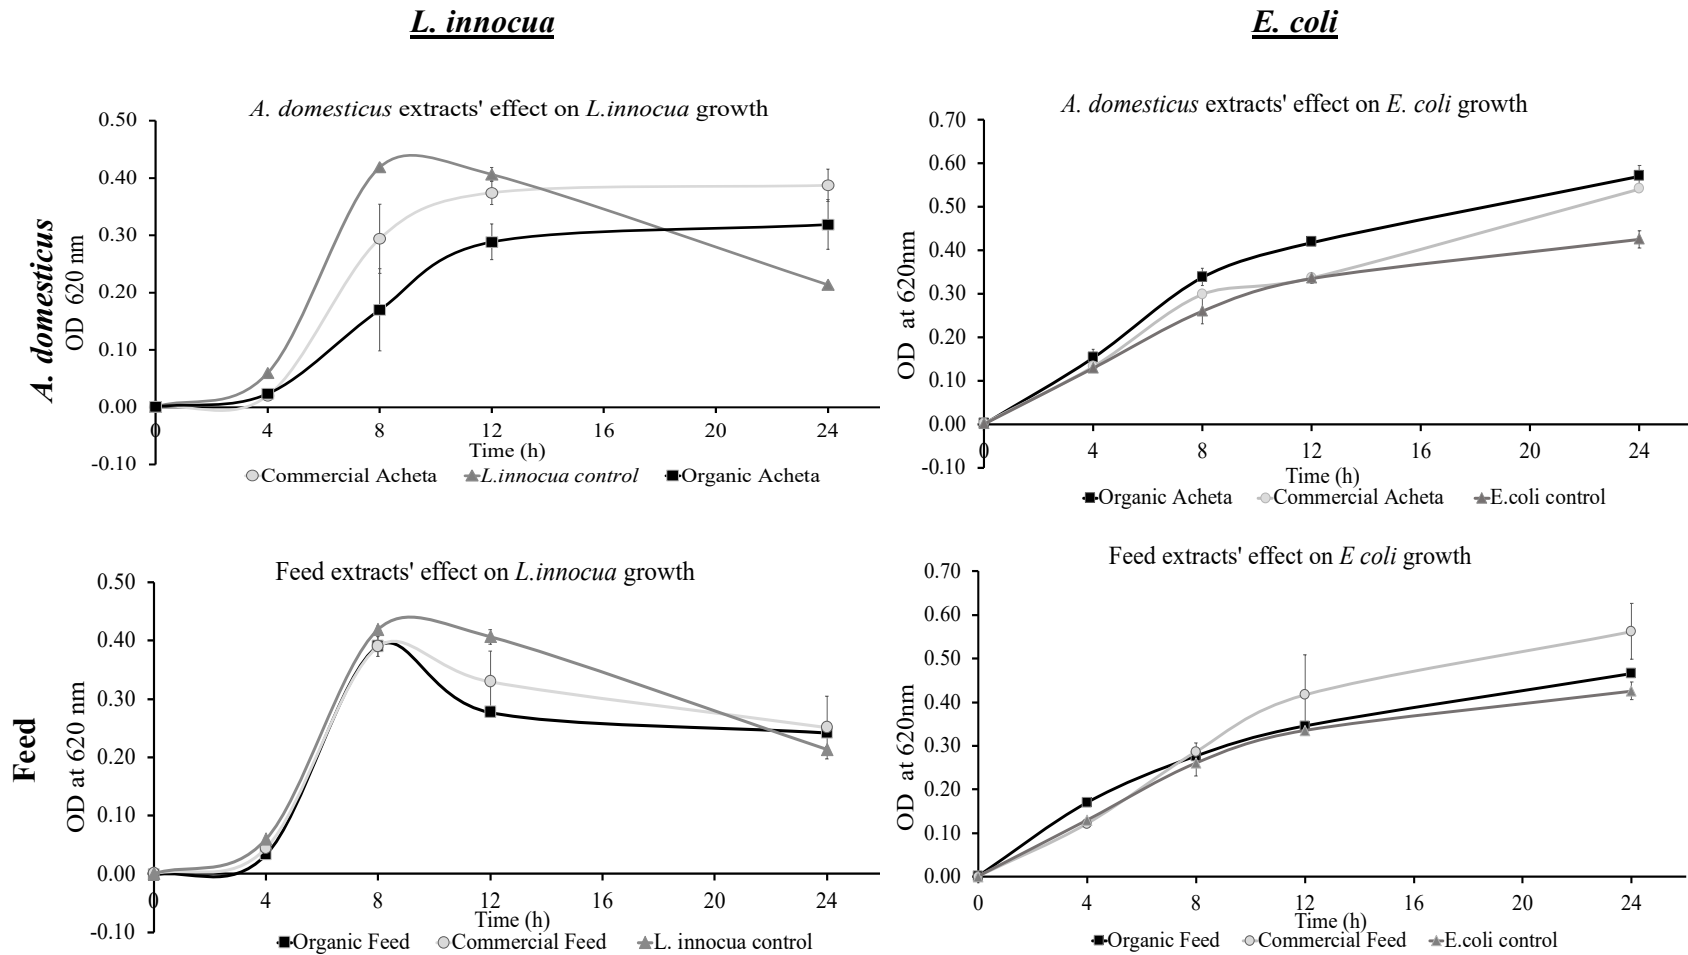 L. innocua
E. coli
A. domesticus
A. domesticus extracts' effect on L.innocua growth
OD 620 nm
0.50
0.40
0.30
0.20
0.10
0.00
-0.10
0 4 8 12 16 20 24
Time (h)
Commercial Acheta L.innocua control Organic Acheta
A. domesticus extracts' effect on E. coli growth
OD at 620nm
0.70
0.60
0.50
0.40
0.30
0.20
0.10
0.00
-0.10
0 4 8 12 16 20 24
Time (h)
Organic Acheta Commercial Acheta E.coli control
Feed
Feed extracts' effect on L.innocua growth
OD at 620 nm
0.50
0.40
0.30
0.20
0.10
0.00
-0.10
0 4 8 12 16 20 24
Time (h)
Organic Feed Commercial Feed L. innocua control
Feed extracts' effect on E coli growth
OD at 620nm
0.70
0.60
0.50
0.40
0.30
0.20
0.10
0.00
0 4 8 12 16 20 24
Time (h)
Organic Feed Commercial Feed E.coli control